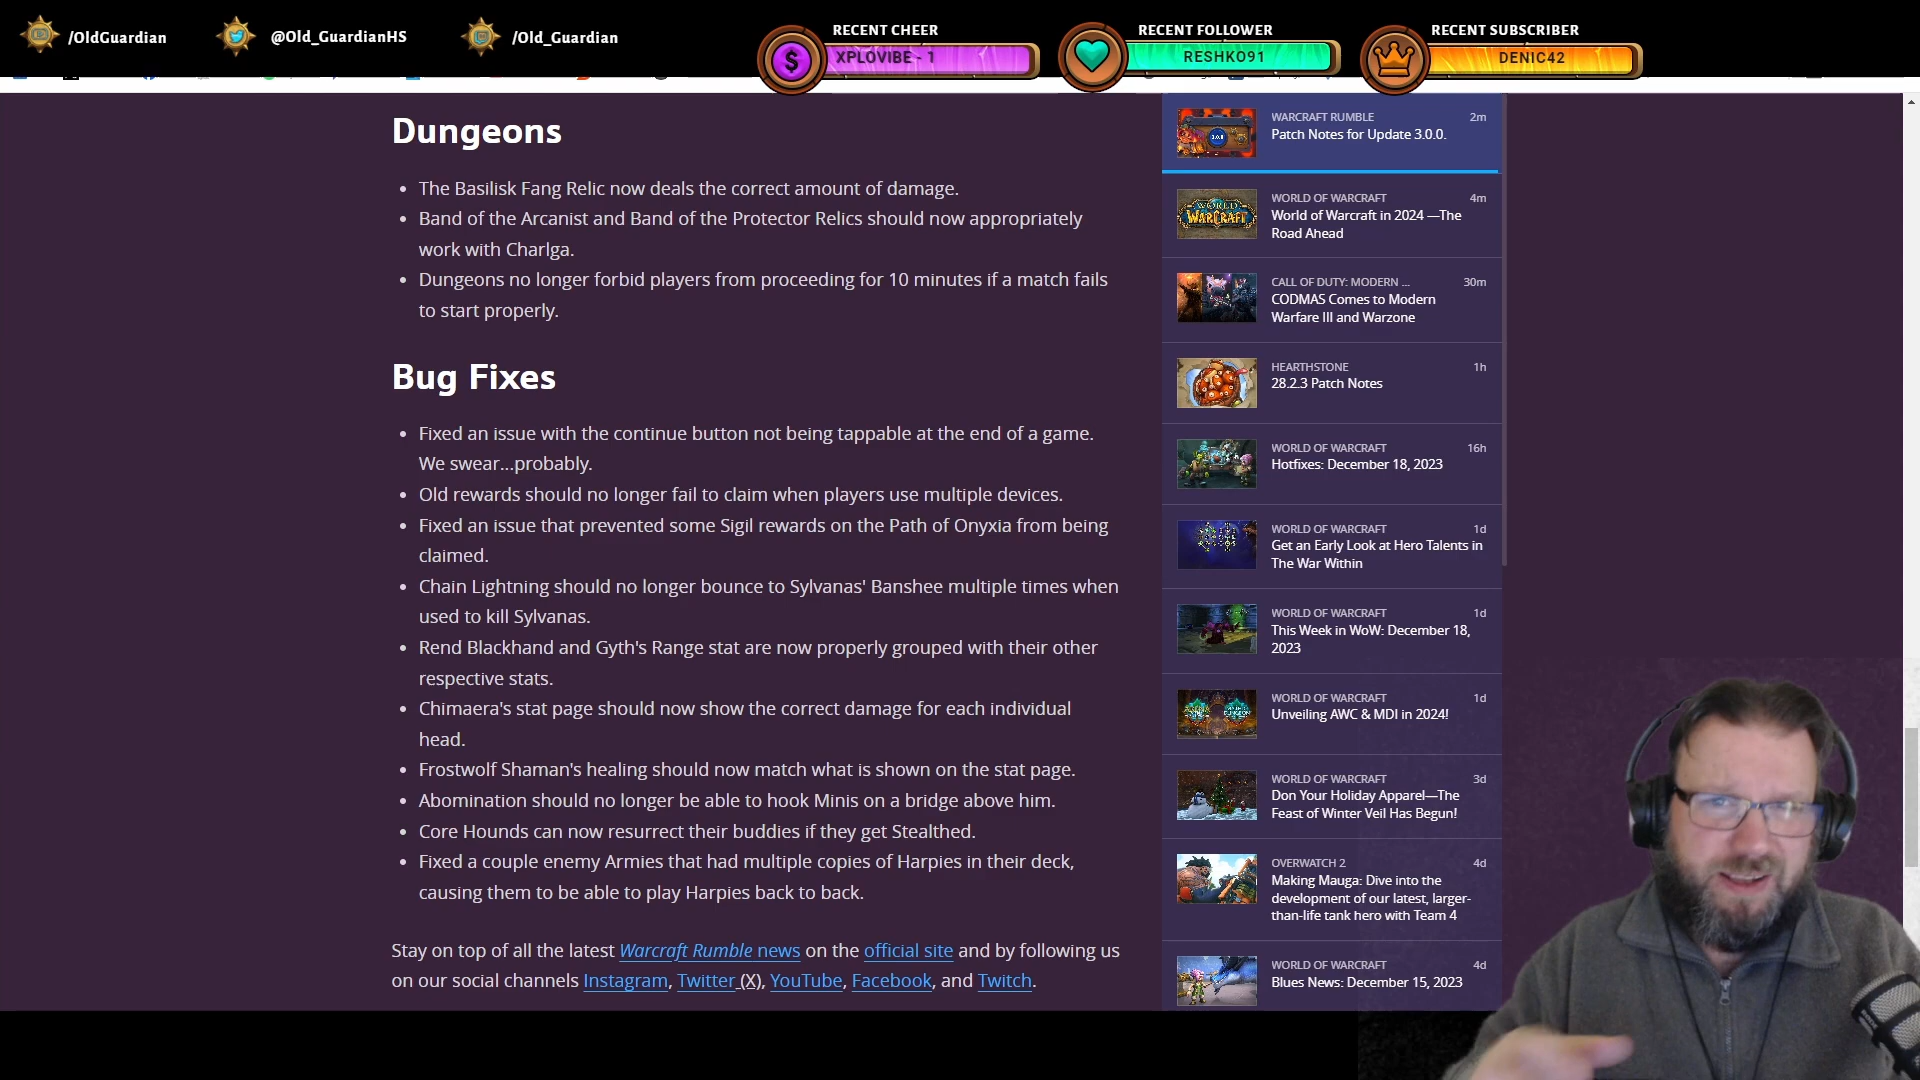 /OldGuardian
@Old_GuardianHS
/Old_Guardian
RECENT CHEER
XPLOVIBE - 1
RECENT FOLLOWER
RESHKO91
RECENT SUBSCRIBER
DENIC42
Dungeons
• The Basilisk Fang Relic now deals the correct amount of damage.
• Band of the Arcanist and Band of the Protector Relics should now appropriately
work with Charlga.
• Dungeons no longer forbid players from proceeding for 10 minutes if a match fails
to start properly.
Bug Fixes
• Fixed an issue with the continue button not being tappable at the end of a game.
We swear...probably.
• Old rewards should no longer fail to claim when players use multiple devices.
• Fixed an issue that prevented some Sigil rewards on the Path of Onyxia from being
claimed.
• Chain Lightning should no longer bounce to Sylvanas' Banshee multiple times when
used to kill Sylvanas.
• Rend Blackhand and Gyth's Range stat are now properly grouped with their other
respective stats.
• Chimaera's stat page should now show the correct damage for each individual
head.
• Frostwolf Shaman's healing should now match what is shown on the stat page.
• Abomination should no longer be able to hook Minis on a bridge above him.
• Core Hounds can now resurrect their buddies if they get Stealthed.
• Fixed a couple enemy Armies that had multiple copies of Harpies in their deck,
causing them to be able to play Harpies back to back.
Stay on top of all the latest Warcraft Rumble news on the official site and by following us
on our social channels Instagram, Twitter (X), YouTube, Facebook, and Twitch.
WARCRAFT RUMBLE 2m
Patch Notes for Update 3.0.0.
WORLD OF WARCRAFT 4m
World of Warcraft in 2024 —The
Road Ahead
CALL OF DUTY: MODERN ... 30m
CODMAS Comes to Modern
Warfare III and Warzone
HEARTHSTONE 1h
28.2.3 Patch Notes
WORLD OF WARCRAFT 16h
Hotfixes: December 18, 2023
WORLD OF WARCRAFT 1d
Get an Early Look at Hero Talents in
The War Within
WORLD OF WARCRAFT 1d
This Week in WoW: December 18,
2023
WORLD OF WARCRAFT 1d
Unveiling AWC & MDI in 2024!
WORLD OF WARCRAFT 3d
Don Your Holiday Apparel—The
Feast of Winter Veil Has Begun!
OVERWATCH 2 4d
Making Mauga: Dive into the
development of our latest, larger-
than-life tank hero with Team 4
WORLD OF WARCRAFT 4d
Blues News: December 15, 2023